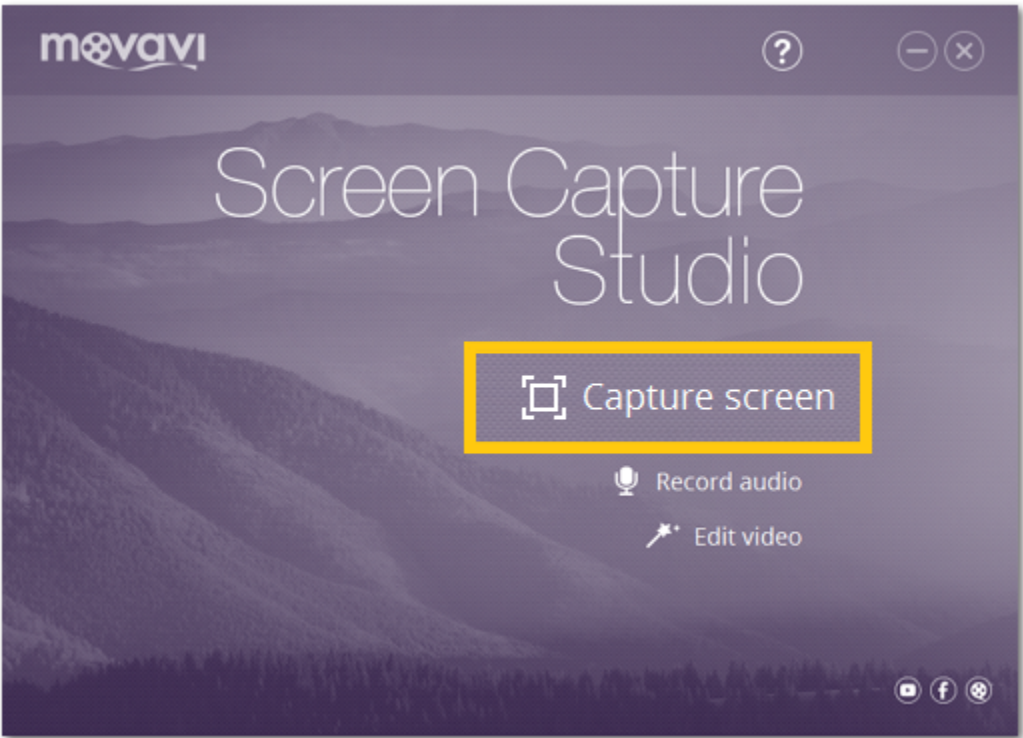 movavi
?
Screen Capture
Studio
Capture screen
Record audio
Edit video